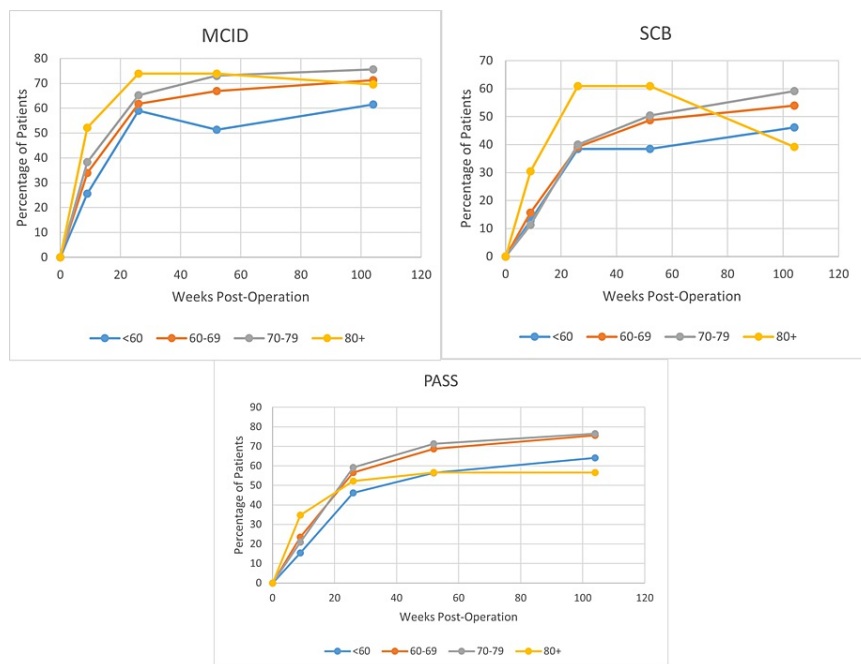 MCID
Percentage of Patients
80
70
60
50
40
30
20
10
0
0 20 40 60 80 100 120
Weeks Post-Operation
<60 60-69 70-79 80+
SCB
Percentage of Patients
70
60
50
40
30
20
10
0
0 20 40 60 80 100 120
Weeks Post-Operation
<60 60-69 70-79 80+
PASS
Percentage of Patients
90
80
70
60
50
40
30
20
10
0
0 20 40 60 80 100 120
Weeks Post-Operation
<60 60-69 70-79 80+